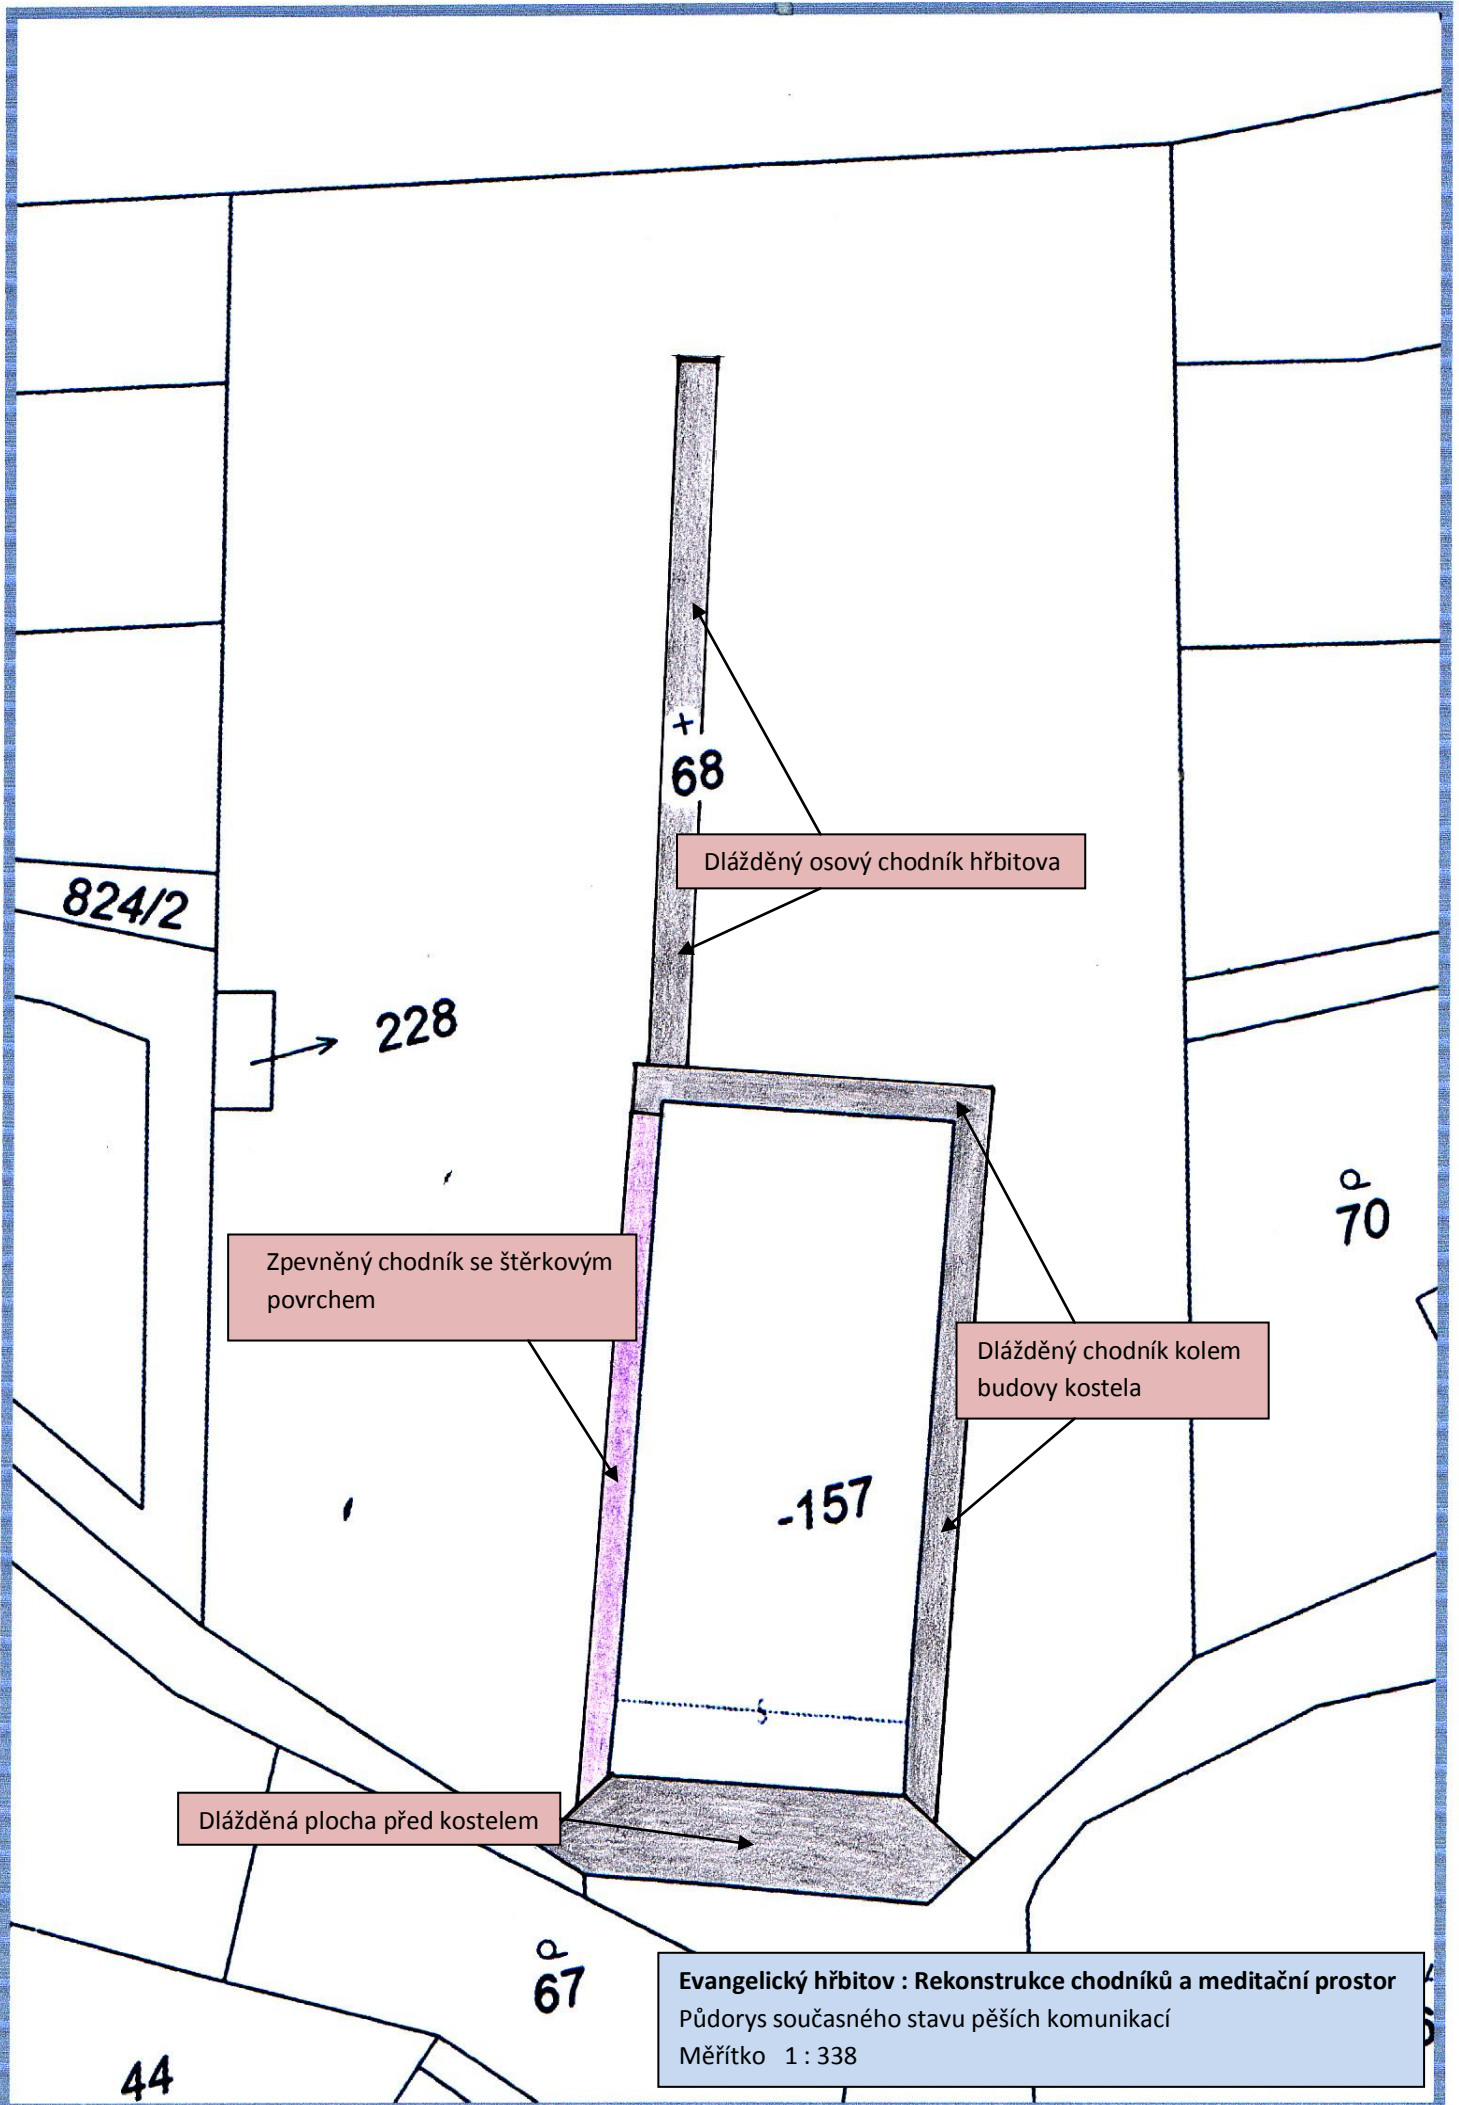 +
68
Dlážděný osový chodník hřbitova
824/2
228
70
Zpevněný chodník se štěrkovým
povrchem
Dlážděný chodník kolem
budovy kostela
-157
Dlážděná plocha před kostelem
67
Evangelický hřbitov : Rekonstrukce chodníků a meditační prostor
Půdorys současného stavu pěších komunikací
Měřítko 1 : 338
44